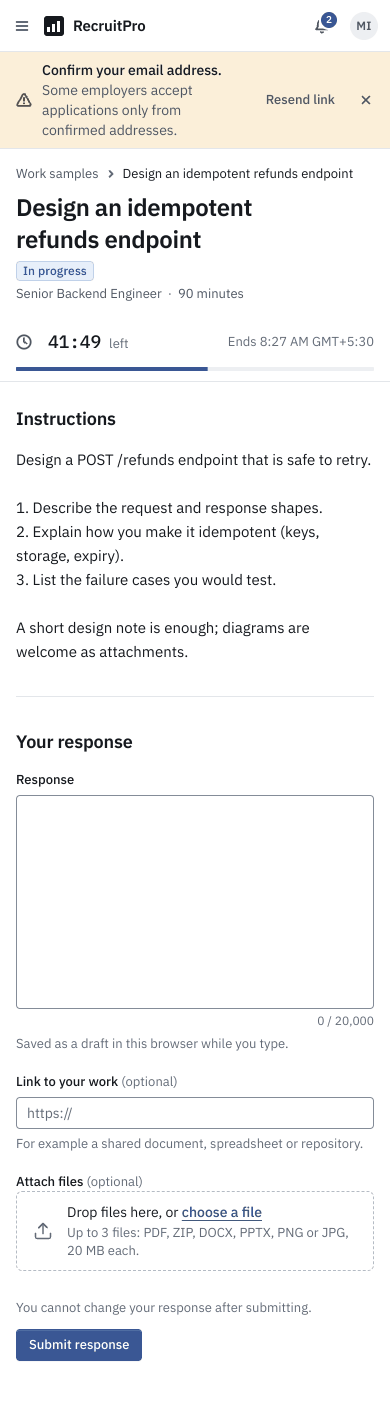 RecruitPro
2
MI
Confirm your email address.
Some employers accept
applications only from
confirmed addresses.
Resend link
Work samples
Design an idempotent refunds endpoint
Design an idempotent
refunds endpoint
In progress
Senior Backend Engineer · 90 minutes
41:49 left
Ends 8:27 AM GMT+5:30
Instructions
Design a POST /refunds endpoint that is safe to retry.
1. Describe the request and response shapes.
2. Explain how you make it idempotent (keys,
storage, expiry).
3. List the failure cases you would test.
A short design note is enough; diagrams are
welcome as attachments.
Your response
Response
0 / 20,000
Saved as a draft in this browser while you type.
Link to your work (optional)
https://
For example a shared document, spreadsheet or repository.
Attach files (optional)
Drop files here, or choose a file
Up to 3 files: PDF, ZIP, DOCX, PPTX, PNG or JPG,
20 MB each.
You cannot change your response after submitting.
Submit response